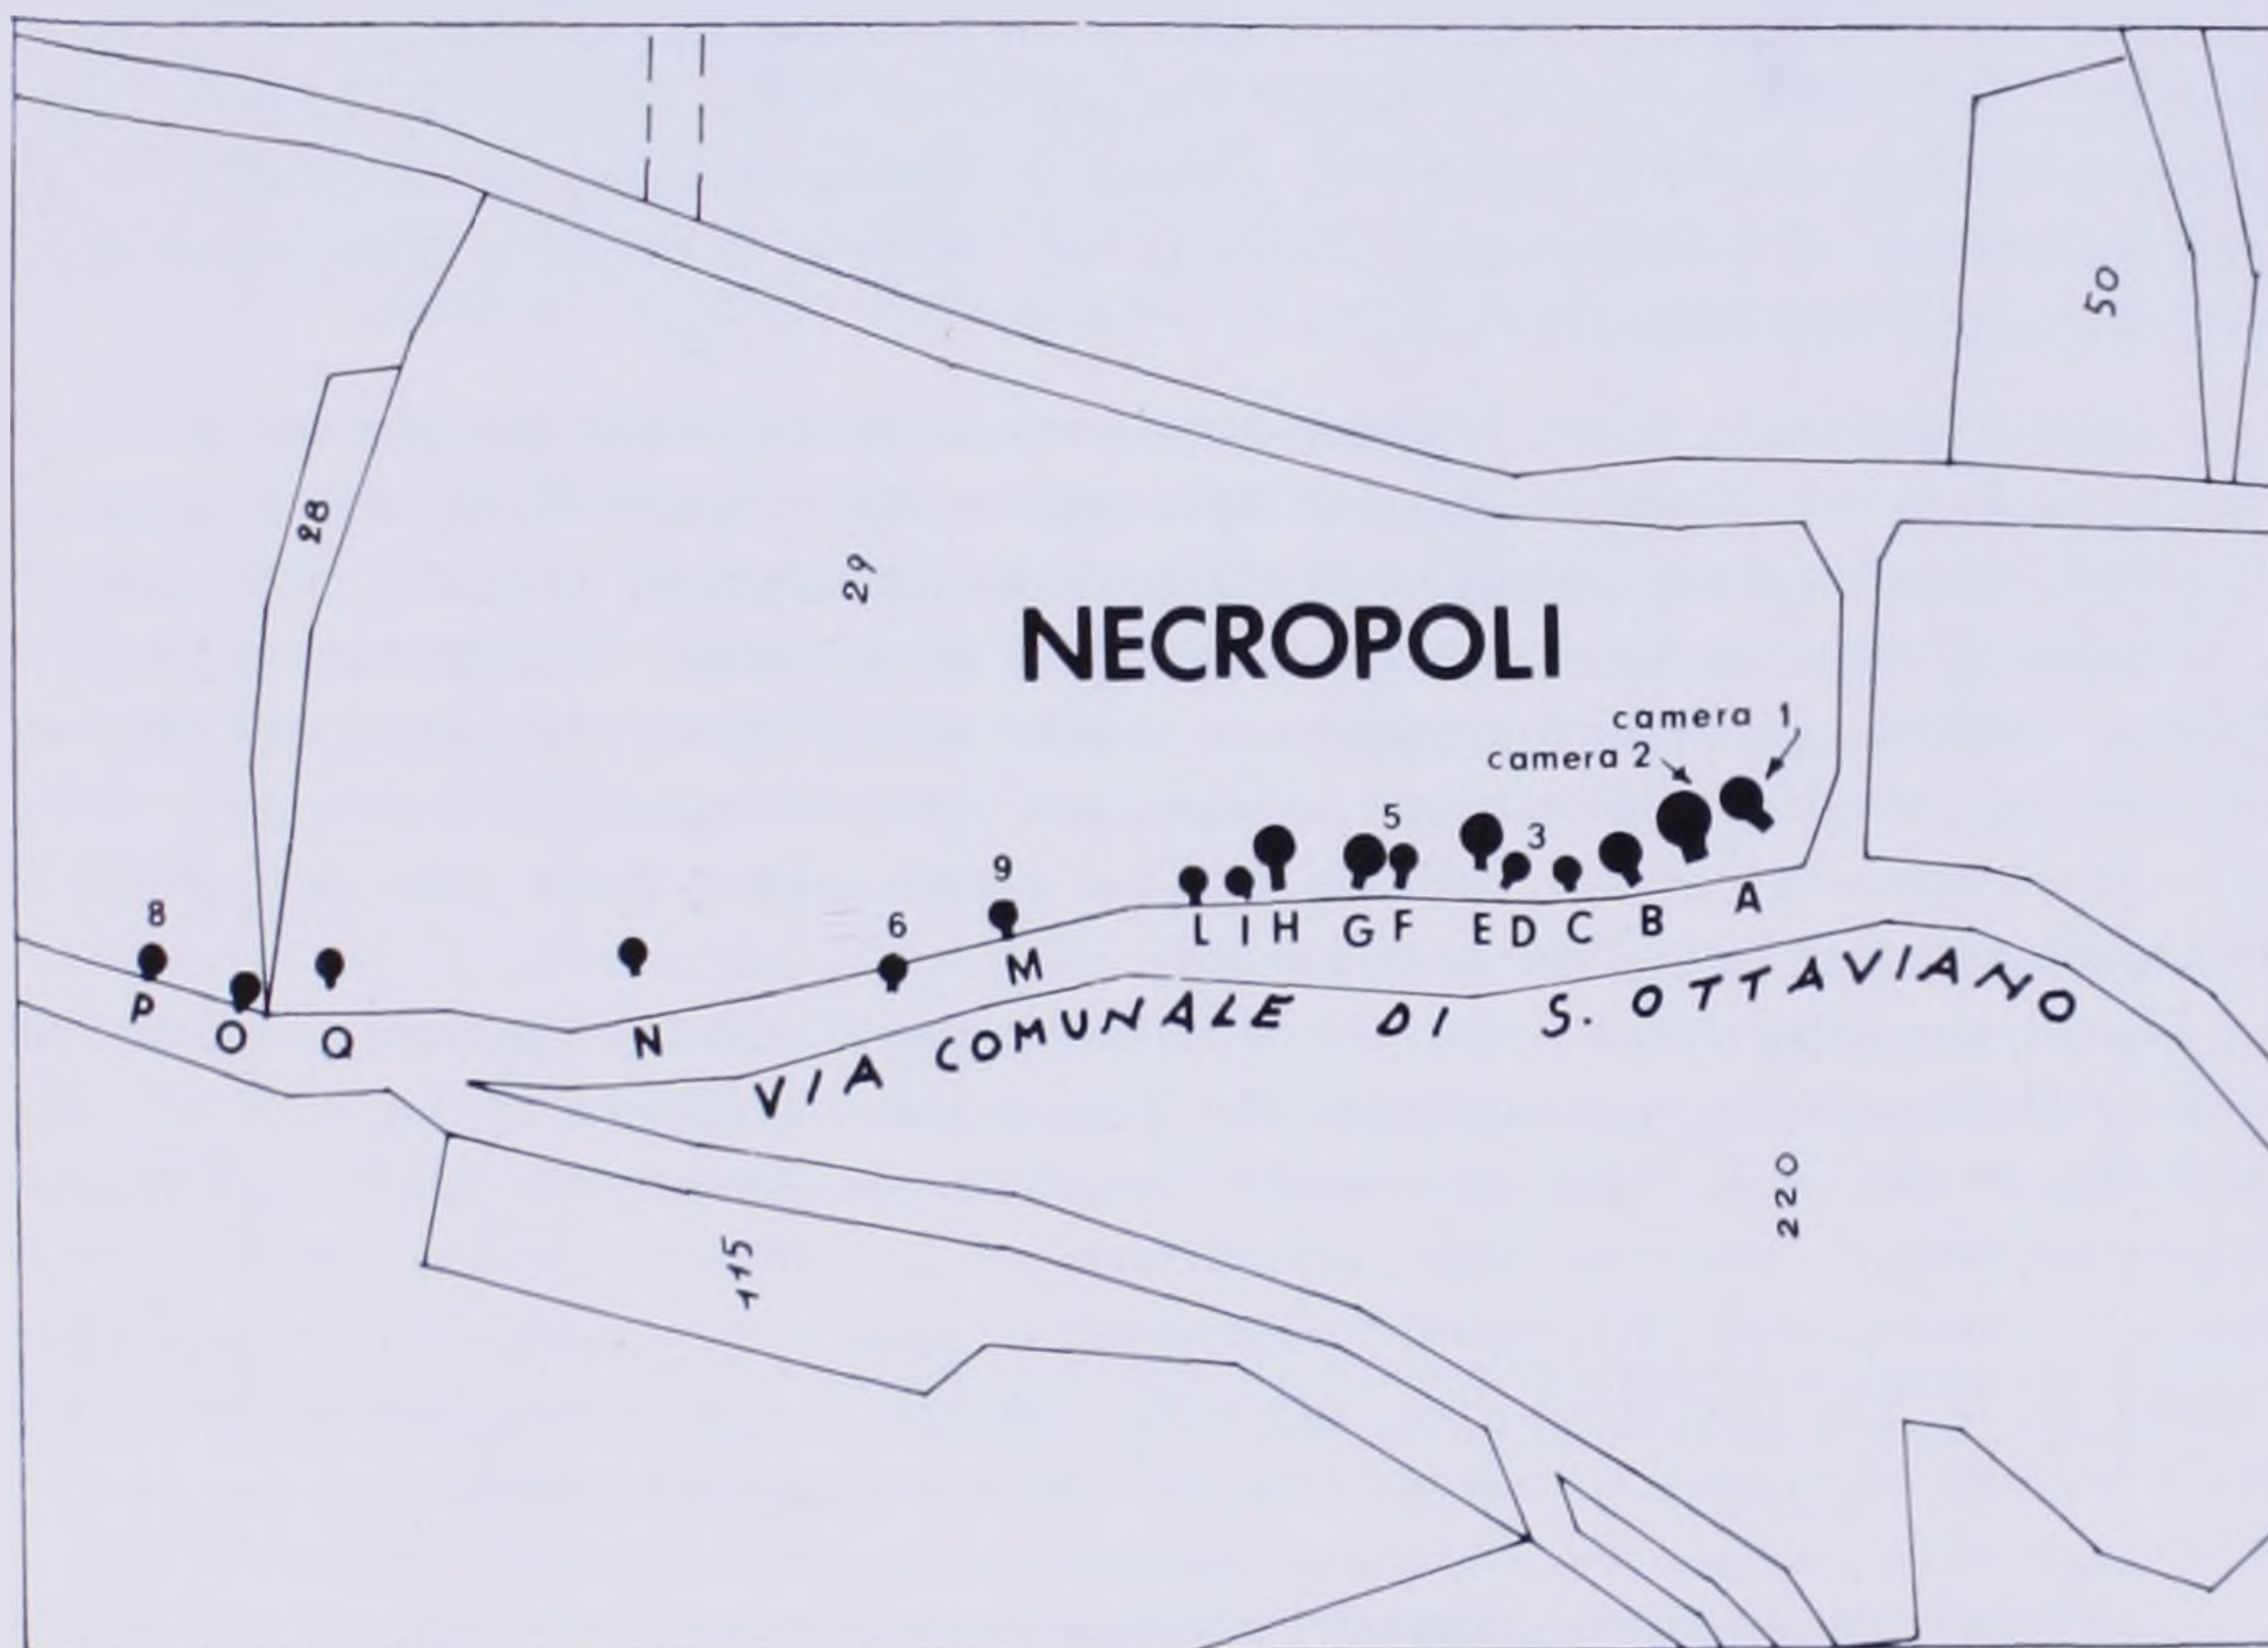 50
28
29
NECROPOLI
camera 1
camera 2
5
3
9
8
6
L I H G F E D C B A
M
P
O Q N
VIA COMUNALE DI S. OTTAVIANO
220
115